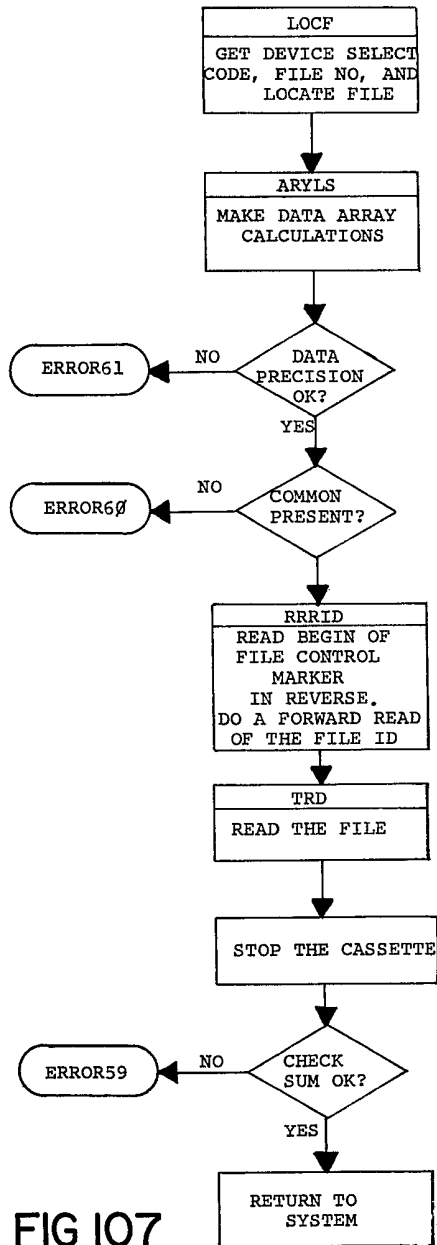 LOCF
GET DEVICE SELECT
CODE, FILE NO, AND
LOCATE FILE
ARYLS
MAKE DATA ARRAY
CALCULATIONS
DATA
PRECISION
OK?
NO
ERROR61
YES
COMMON
PRESENT?
NO
ERROR6Ø
RRRID
READ BEGIN OF
FILE CONTROL
MARKER
IN REVERSE.
DO A FORWARD READ
OF THE FILE ID
TRD
READ THE FILE
STOP THE CASSETTE
CHECK
SUM OK?
NO
ERROR59
YES
RETURN TO
SYSTEM
FIG 107